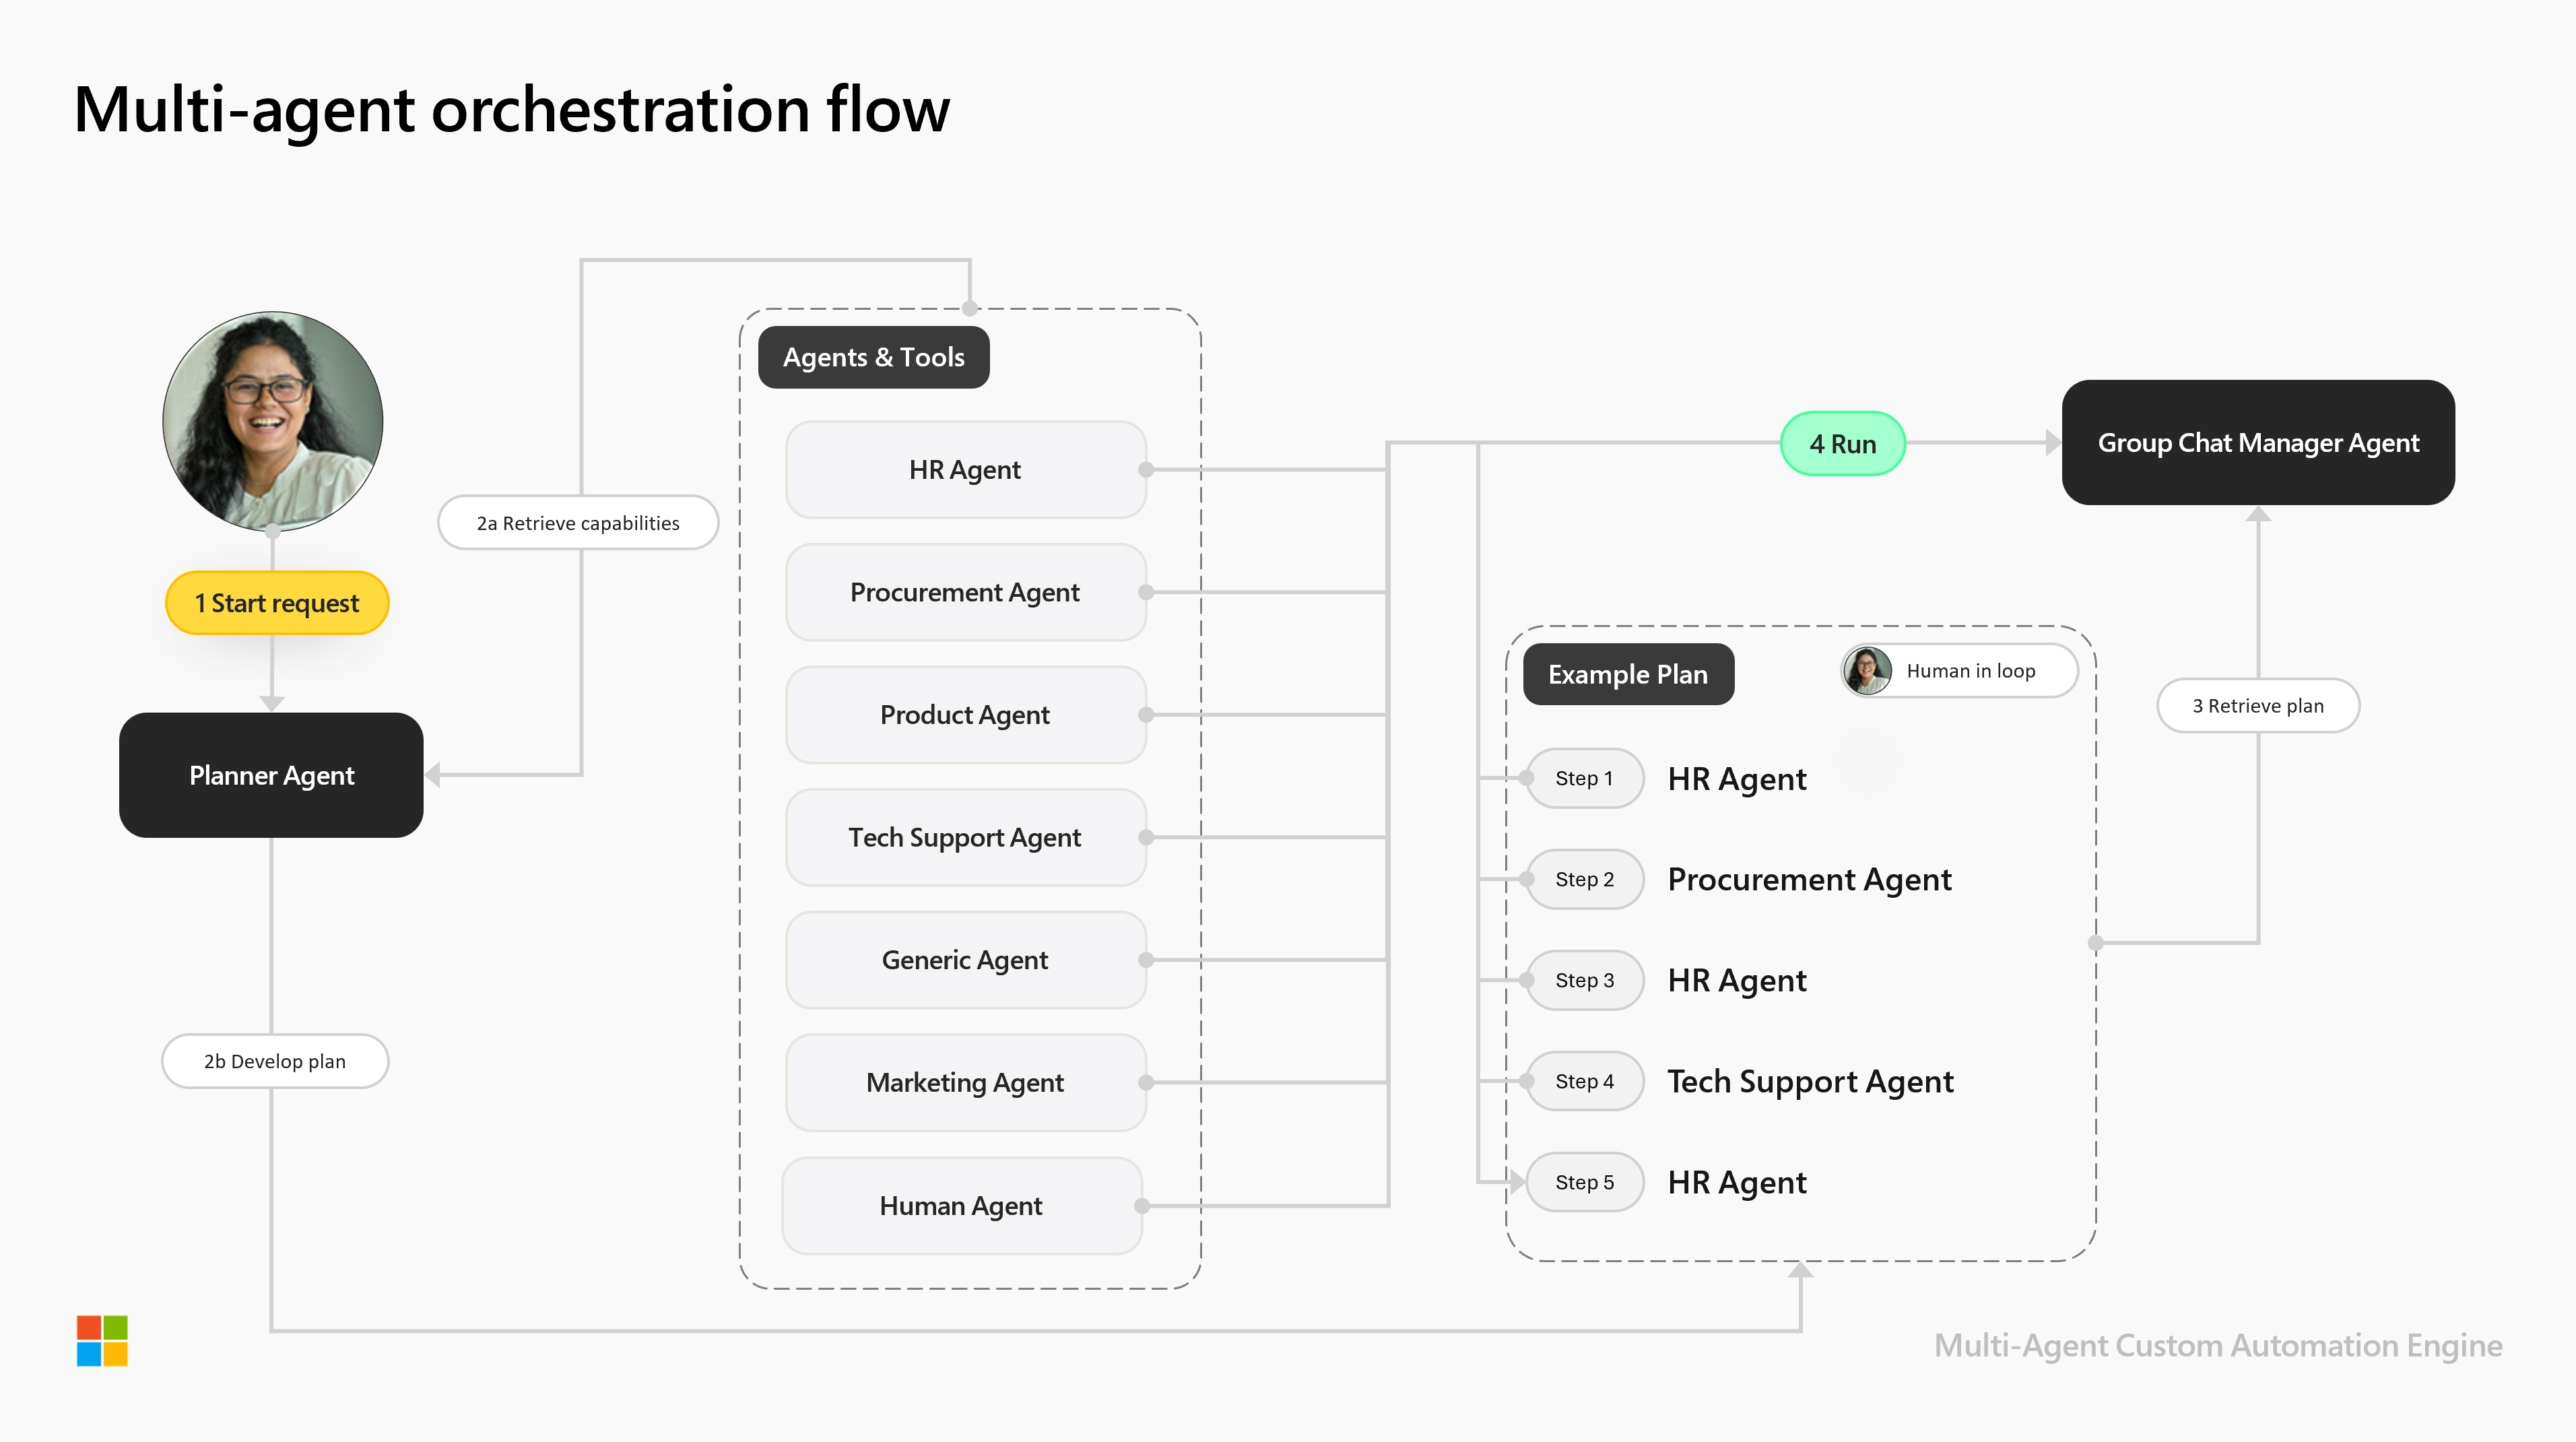 Multi-agent orchestration flow
1 Start request
Planner Agent
2a Retrieve capabilities
2b Develop plan
Agents & Tools
HR Agent
Procurement Agent
Product Agent
Tech Support Agent
Generic Agent
Marketing Agent
Human Agent
4 Run
Group Chat Manager Agent
3 Retrieve plan
Example Plan
Human in loop
Step 1 HR Agent
Step 2 Procurement Agent
Step 3 HR Agent
Step 4 Tech Support Agent
Step 5 HR Agent
Multi-Agent Custom Automation Engine